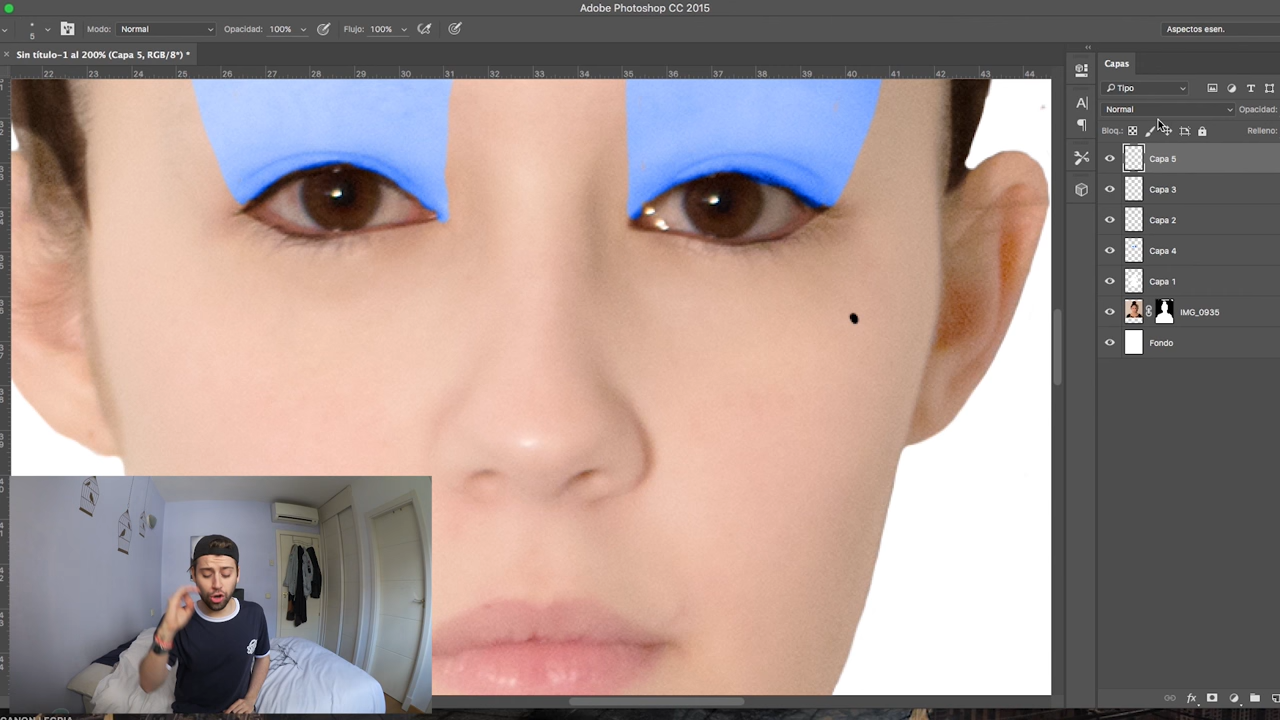 Adobe Photoshop CC 2015
5
Modo: Normal
Opacidad: 100%
Flujo: 100%
Aspectos esen.
× Sin título-1 al 200% (Capa 5, RGB/8*) *
22 23 24 25 26 27 28 29 30 31 32 33 34 35 36 37 38 39 40 41 42 43 44
Capas
Tipo
Normal
Opacidad:
Bloq.:
Relleno:
Capa 5
Capa 3
Capa 2
Capa 4
Capa 1
IMG_0935
Fondo
fx